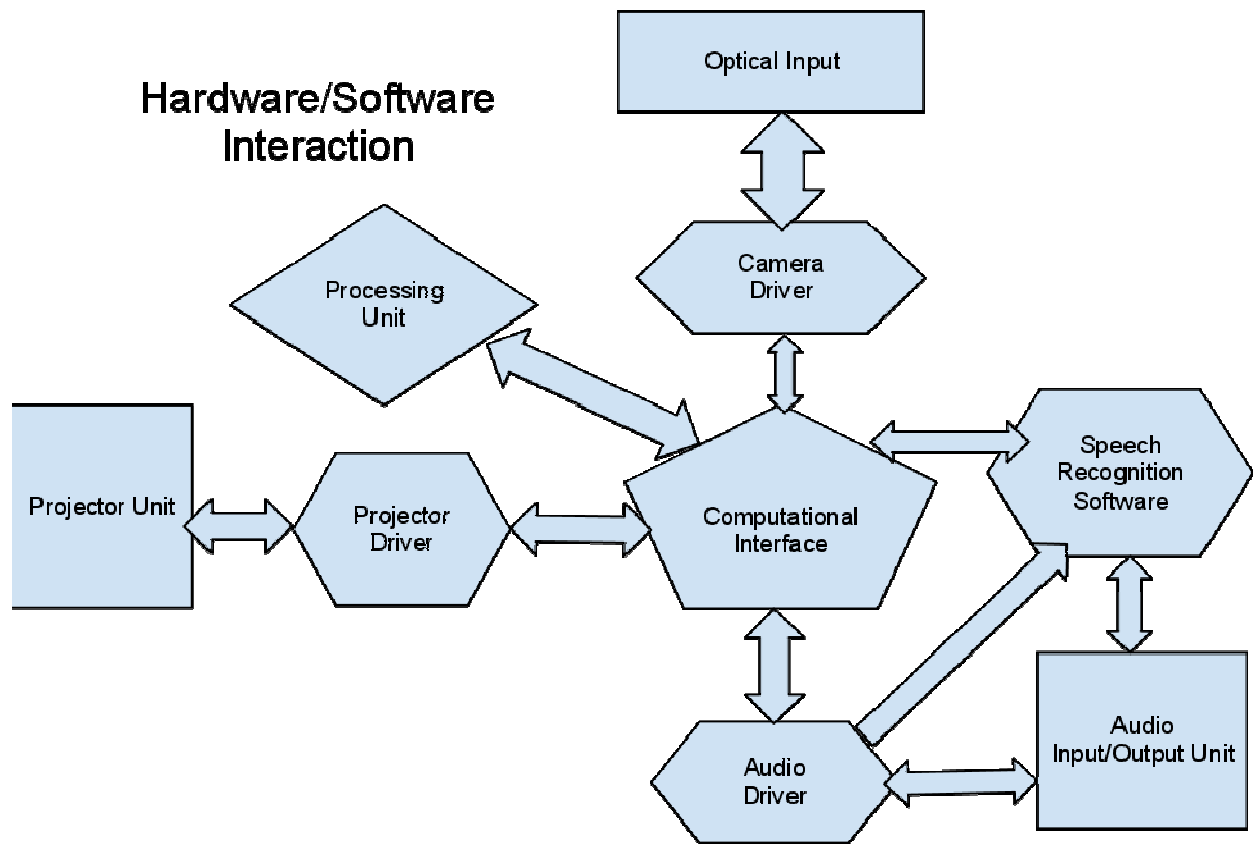 Hardware/Software
Interaction
Optical Input
Camera
Driver
Processing
Unit
Speech
Recognition
Software
Projector Unit
Projector
Driver
Computational
Interface
Audio
Input/Output Unit
Audio
Driver